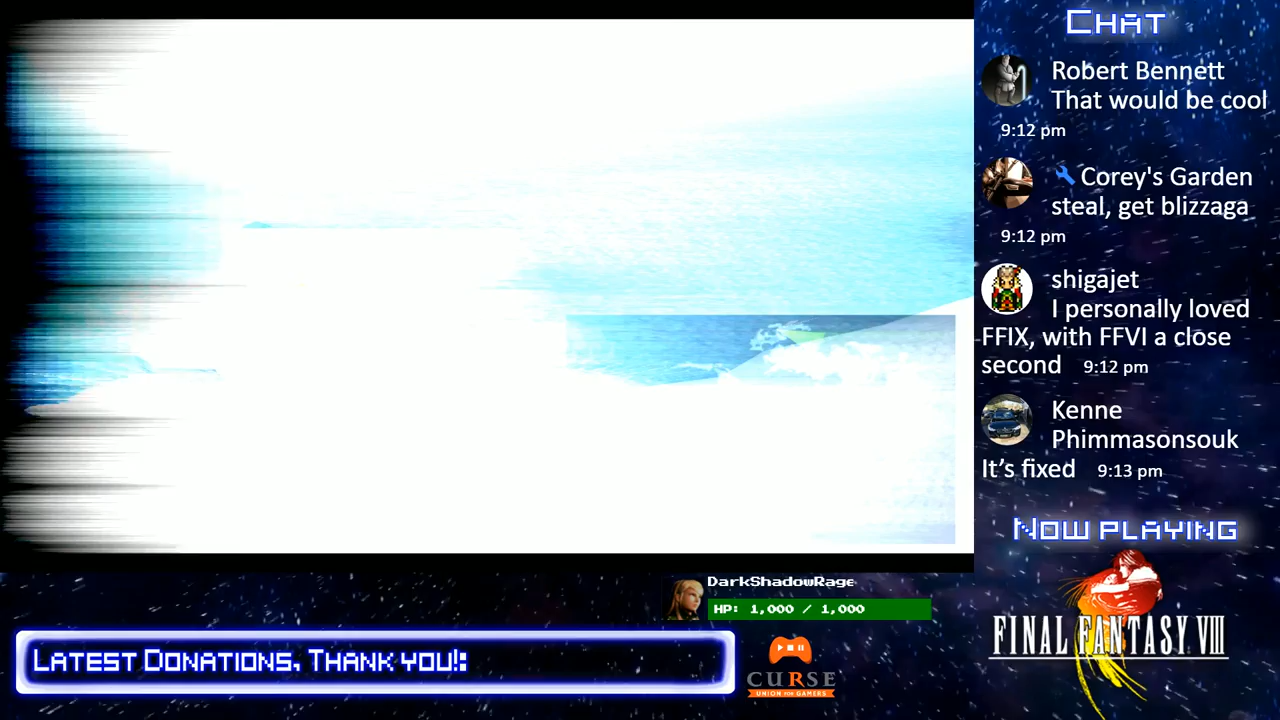 CHAT
Robert Bennett
That would be cool
9:12 pm
Corey's Garden
steal, get blizzaga
9:12 pm
shigajet
I personally loved
FFIX, with FFVI a close
second 9:12 pm
Kenne
Phimmasonsouk
It’s fixed 9:13 pm
NOW PLAYING
FINAL FANTASY VIII
DarkShadowRage
HP: 1,000 / 1,000
LATEST DONATIONS, THANK YOU!:
CURSE
UNION FOR GAMERS